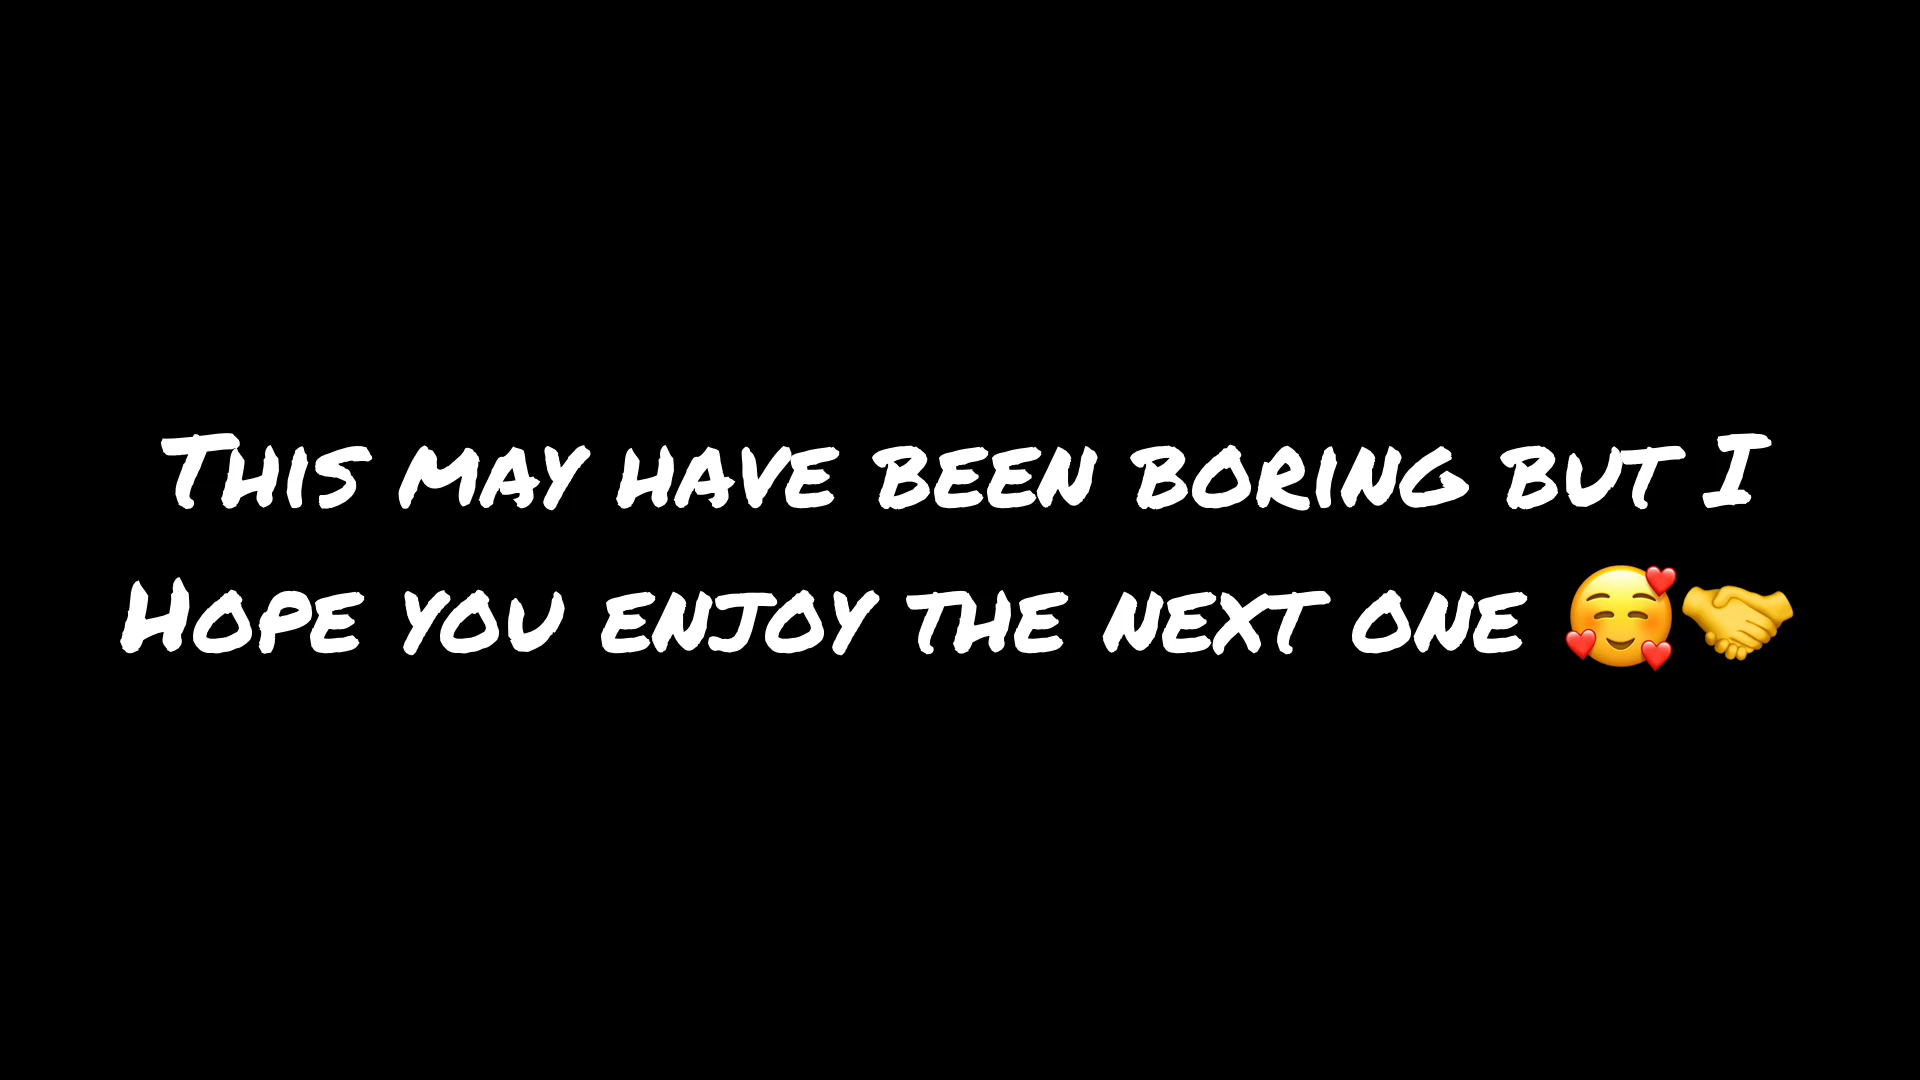 This may have been boring but I
Hope you enjoy the next one 🥰🤝